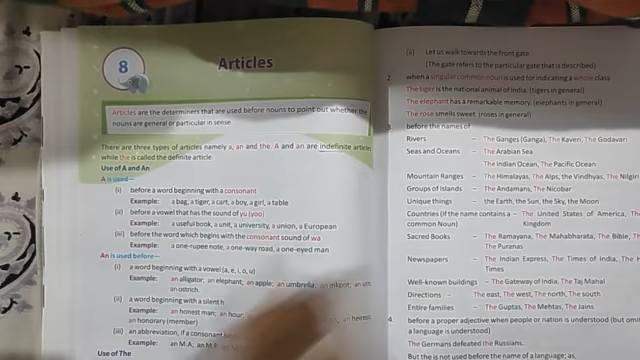 8
Articles
Articles are the determiners that are used before nouns to point out whether the
nouns are general or particular in sense.
There are three types of articles namely a, an and the. A and an are indefinite article
while the is called the definite article
Use of A and An
A is used—
(i) before a word beginning with a consonant
Example: a bag, a tiger, a cart, a boy, a girl, a table
(ii) before a vowel that has the sound of yu (yoo)
Example: a useful book, a unit, a university, a union, a European
(iii) before the word which begins with the consonant sound of wa
Example: a one-rupee note, a one-way road, a one-eyed man
An is used before—
(i) a word beginning with a vowel (a, e, i, o, u)
Example: an alligator, an elephant, an apple, an umbrella, an inkpot, an
an ostrich.
(ii) a word beginning with a silent h
Example: an honest man, an hour,
an honorary (member)
(iii) an abbreviation, if a
Example: an M.A; an
Use of The
(ii) Let us walk towards the front gate.
(The gate refers to the particular gate that is described)
2. when a singular common noun is used for indicating a whole class
The tiger is the national animal of India. (tigers in general)
The elephant has a remarkable memory. (elephants in general)
The rose smells sweet. (roses in general)
before the names of
Rivers – The Ganges (Ganga), The Kaveri, The Godavari
Seas and Oceans – The Arabian Sea
The Indian Ocean, The Pacific Ocean
Mountain Ranges – The Himalayas, The Alps, the Vindhyas, The Nilgiri
Groups of Islands – The Andamans, The Nicobar
Unique things – the Earth, the Sun, the Sky, the Moon
Countries (if the name contains a – The United States of America, The
common Noun) Kingdom
Sacred Books – The Ramayana, The Mahabharata, The Bible, Th
The Puranas
Newspapers – The Indian Express, The Times of India, The H
Times
Well-known buildings – The Gateway of India, The Taj Mahal
Directions – The east, The west, The north, The south
Entire families – The Guptas, The Mehtas, The Jains
4. before a proper adjective when people or nation is understood (but omi
a language is understood)
The Germans defeated the Russians.
But the is not used before the name of a language; as,